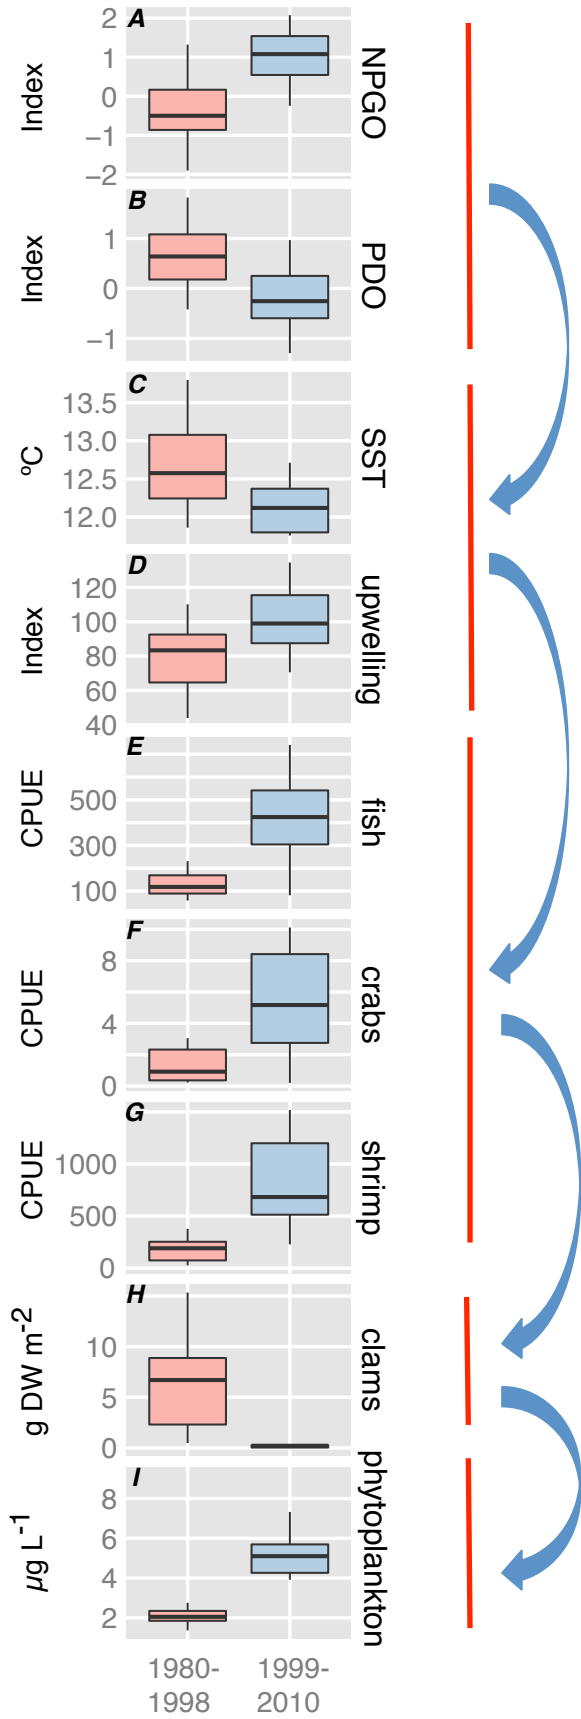 A
2
1
0
−1
−2
Index
NPGO
B
1
0
−1
Index
PDO
C
13.5
13.0
12.5
12.0
ºC
SST
D
120
100
80
60
40
Index
upwelling
E
500
300
100
CPUE
fish
F
8
4
0
CPUE
crabs
G
1000
500
0
CPUE
shrimp
H
10
5
0
g DW m⁻²
clams
I
8
6
4
2
µg L⁻¹
phytoplankton
1980-
1998
1999-
2010